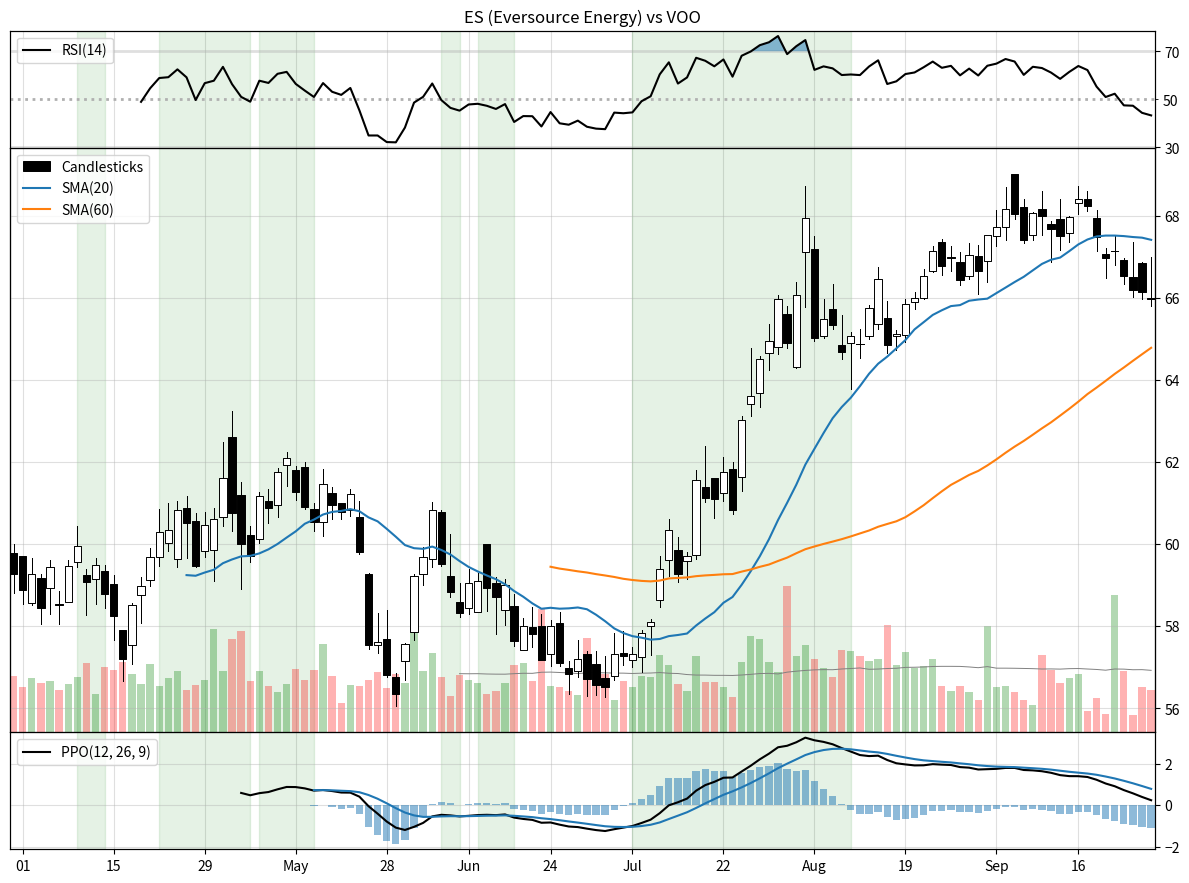 ES (Eversource Energy) vs VOO
RSI(14)
70
50
30
Candlesticks
SMA(20)
SMA(60)
68
66
64
62
60
58
56
PPO(12, 26, 9)
2
0
−2
01 15 29 May 28 Jun 24 Jul 22 Aug 19 Sep 16